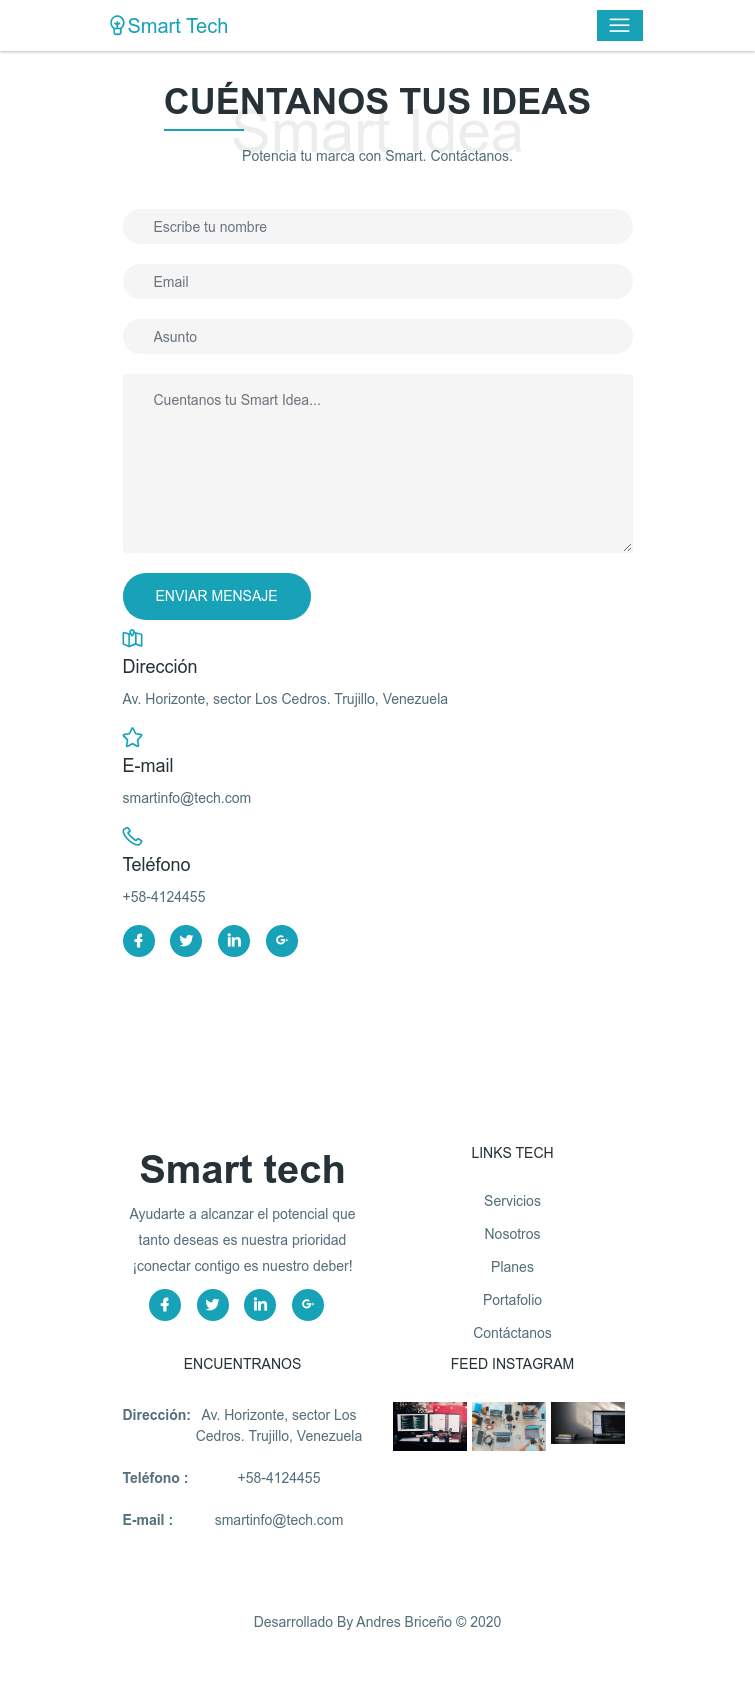 Smart Tech
CUÉNTANOS TUS IDEAS
Smart Idea
Potencia tu marca con Smart. Contáctanos.
Escribe tu nombre
Email
Asunto
Cuentanos tu Smart Idea...
ENVIAR MENSAJE
Dirección
Av. Horizonte, sector Los Cedros. Trujillo, Venezuela
E-mail
smartinfo@tech.com
Teléfono
+58-4124455
Smart tech
Ayudarte a alcanzar el potencial que
tanto deseas es nuestra prioridad
¡conectar contigo es nuestro deber!
LINKS TECH
Servicios
Nosotros
Planes
Portafolio
Contáctanos
ENCUENTRANOS
Dirección: Av. Horizonte, sector Los
Cedros. Trujillo, Venezuela
Teléfono : +58-4124455
E-mail : smartinfo@tech.com
FEED INSTAGRAM
Desarrollado By Andres Briceño © 2020